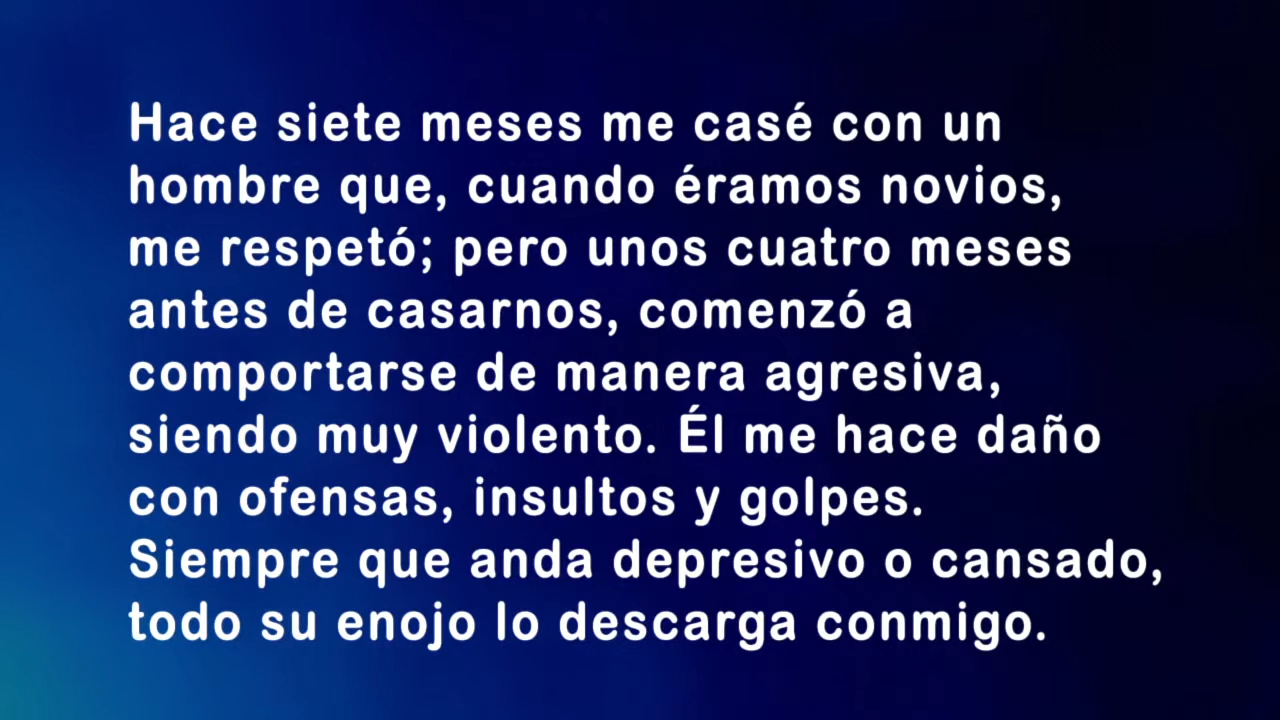 Hace siete meses me casé con un
hombre que, cuando éramos novios,
me respetó; pero unos cuatro meses
antes de casarnos, comenzó a
comportarse de manera agresiva,
siendo muy violento. Él me hace daño
con ofensas, insultos y golpes.
Siempre que anda depresivo o cansado,
todo su enojo lo descarga conmigo.